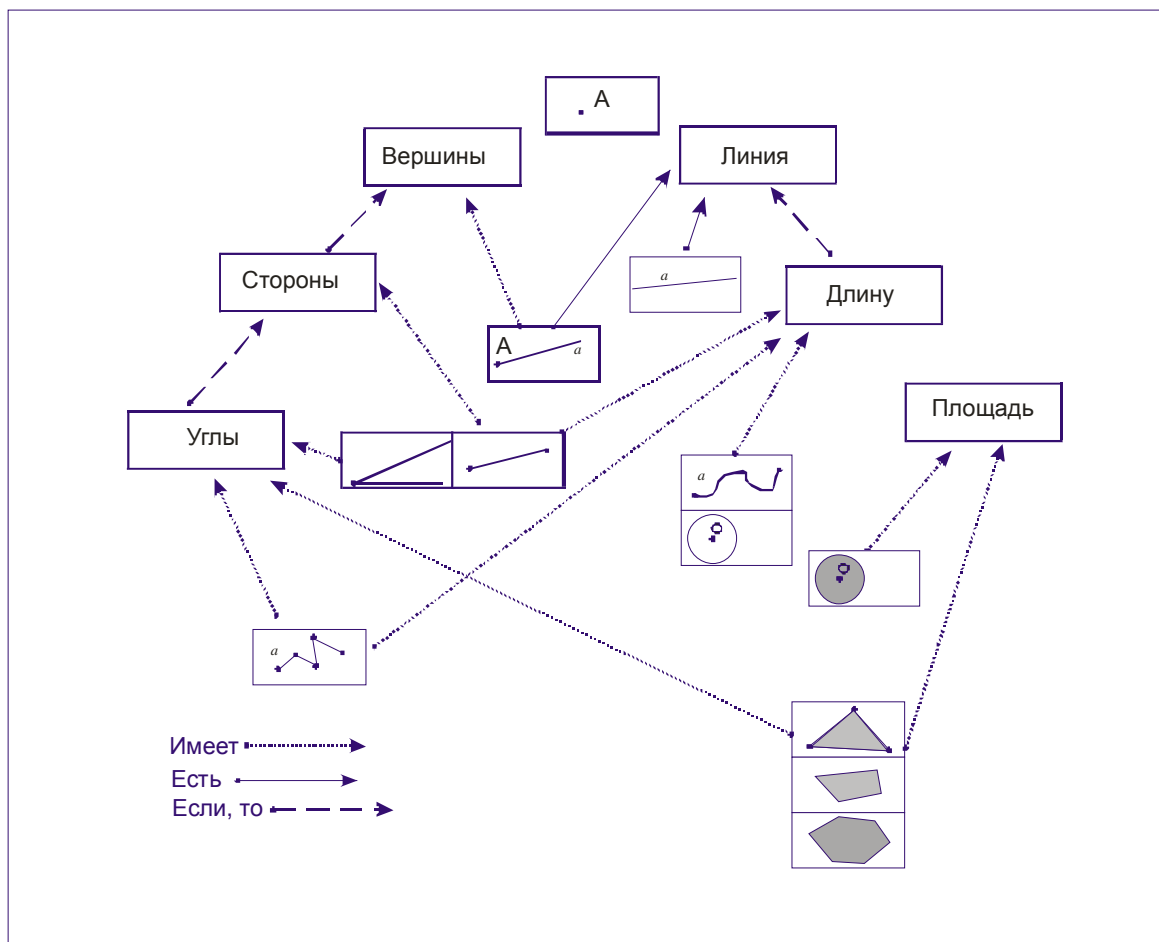 A
Вершины
Линия
Стороны
a
Длину
A
a
Площадь
Углы
a
O
O
a
Имеет
Есть
Если, то